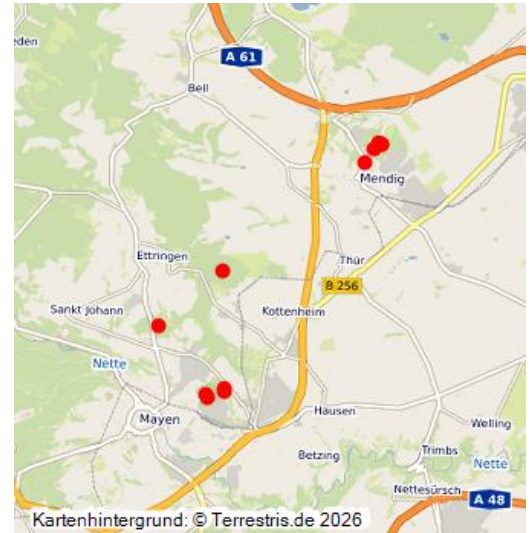 eden
A 61
Bell
Mendig
Ettringen
Thür
B 256
Sankt Johann
Kottenheim
Nette
Mayen
Hausen
Welling
Betzing
Trimbs
Nette
Nettesürsch
A 48
Kartenhintergrund: © Terrestris.de 2026